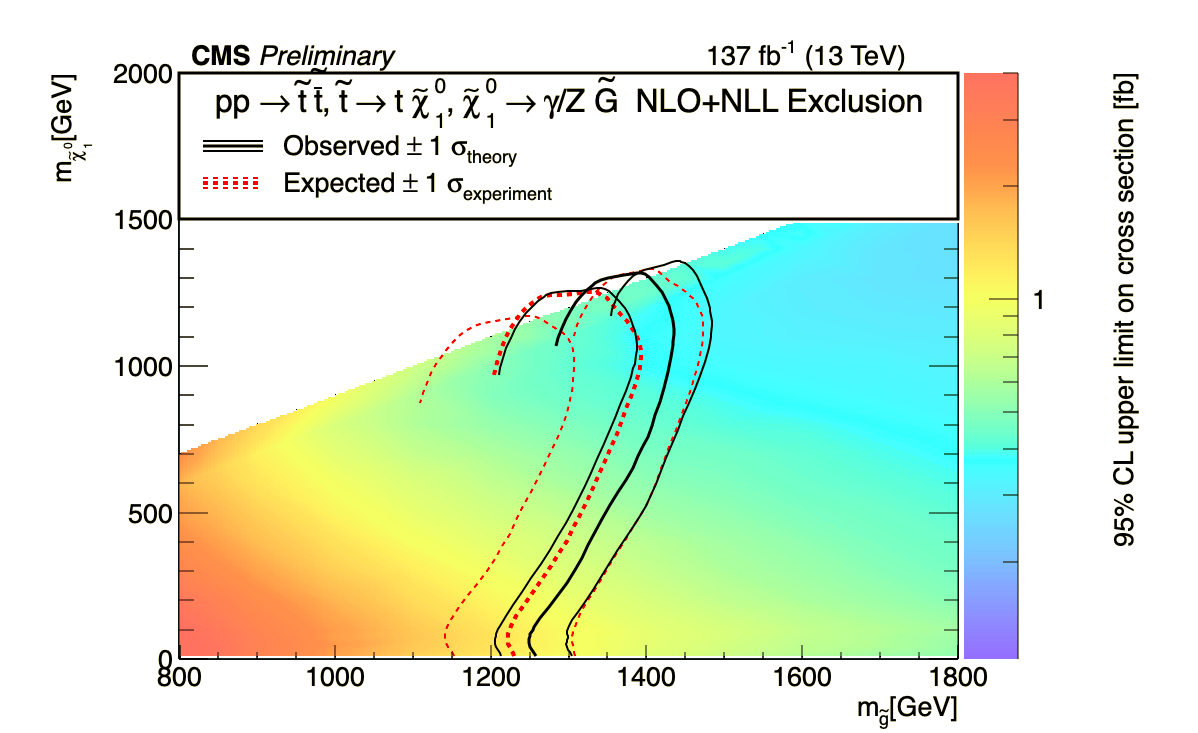 CMS Preliminary 137 fb⁻¹ (13 TeV)
pp → t̃ t̃̄, t̃ → t χ̃⁰₁, χ̃⁰₁ → γ/Z G̃ NLO+NLL Exclusion
Observed ± 1 σtheory
Expected ± 1 σexperiment
mχ̃⁰₁[GeV]
2000
1500
1000
500
0
800 1000 1200 1400 1600 1800
mg̃[GeV]
1
95% CL upper limit on cross section [fb]